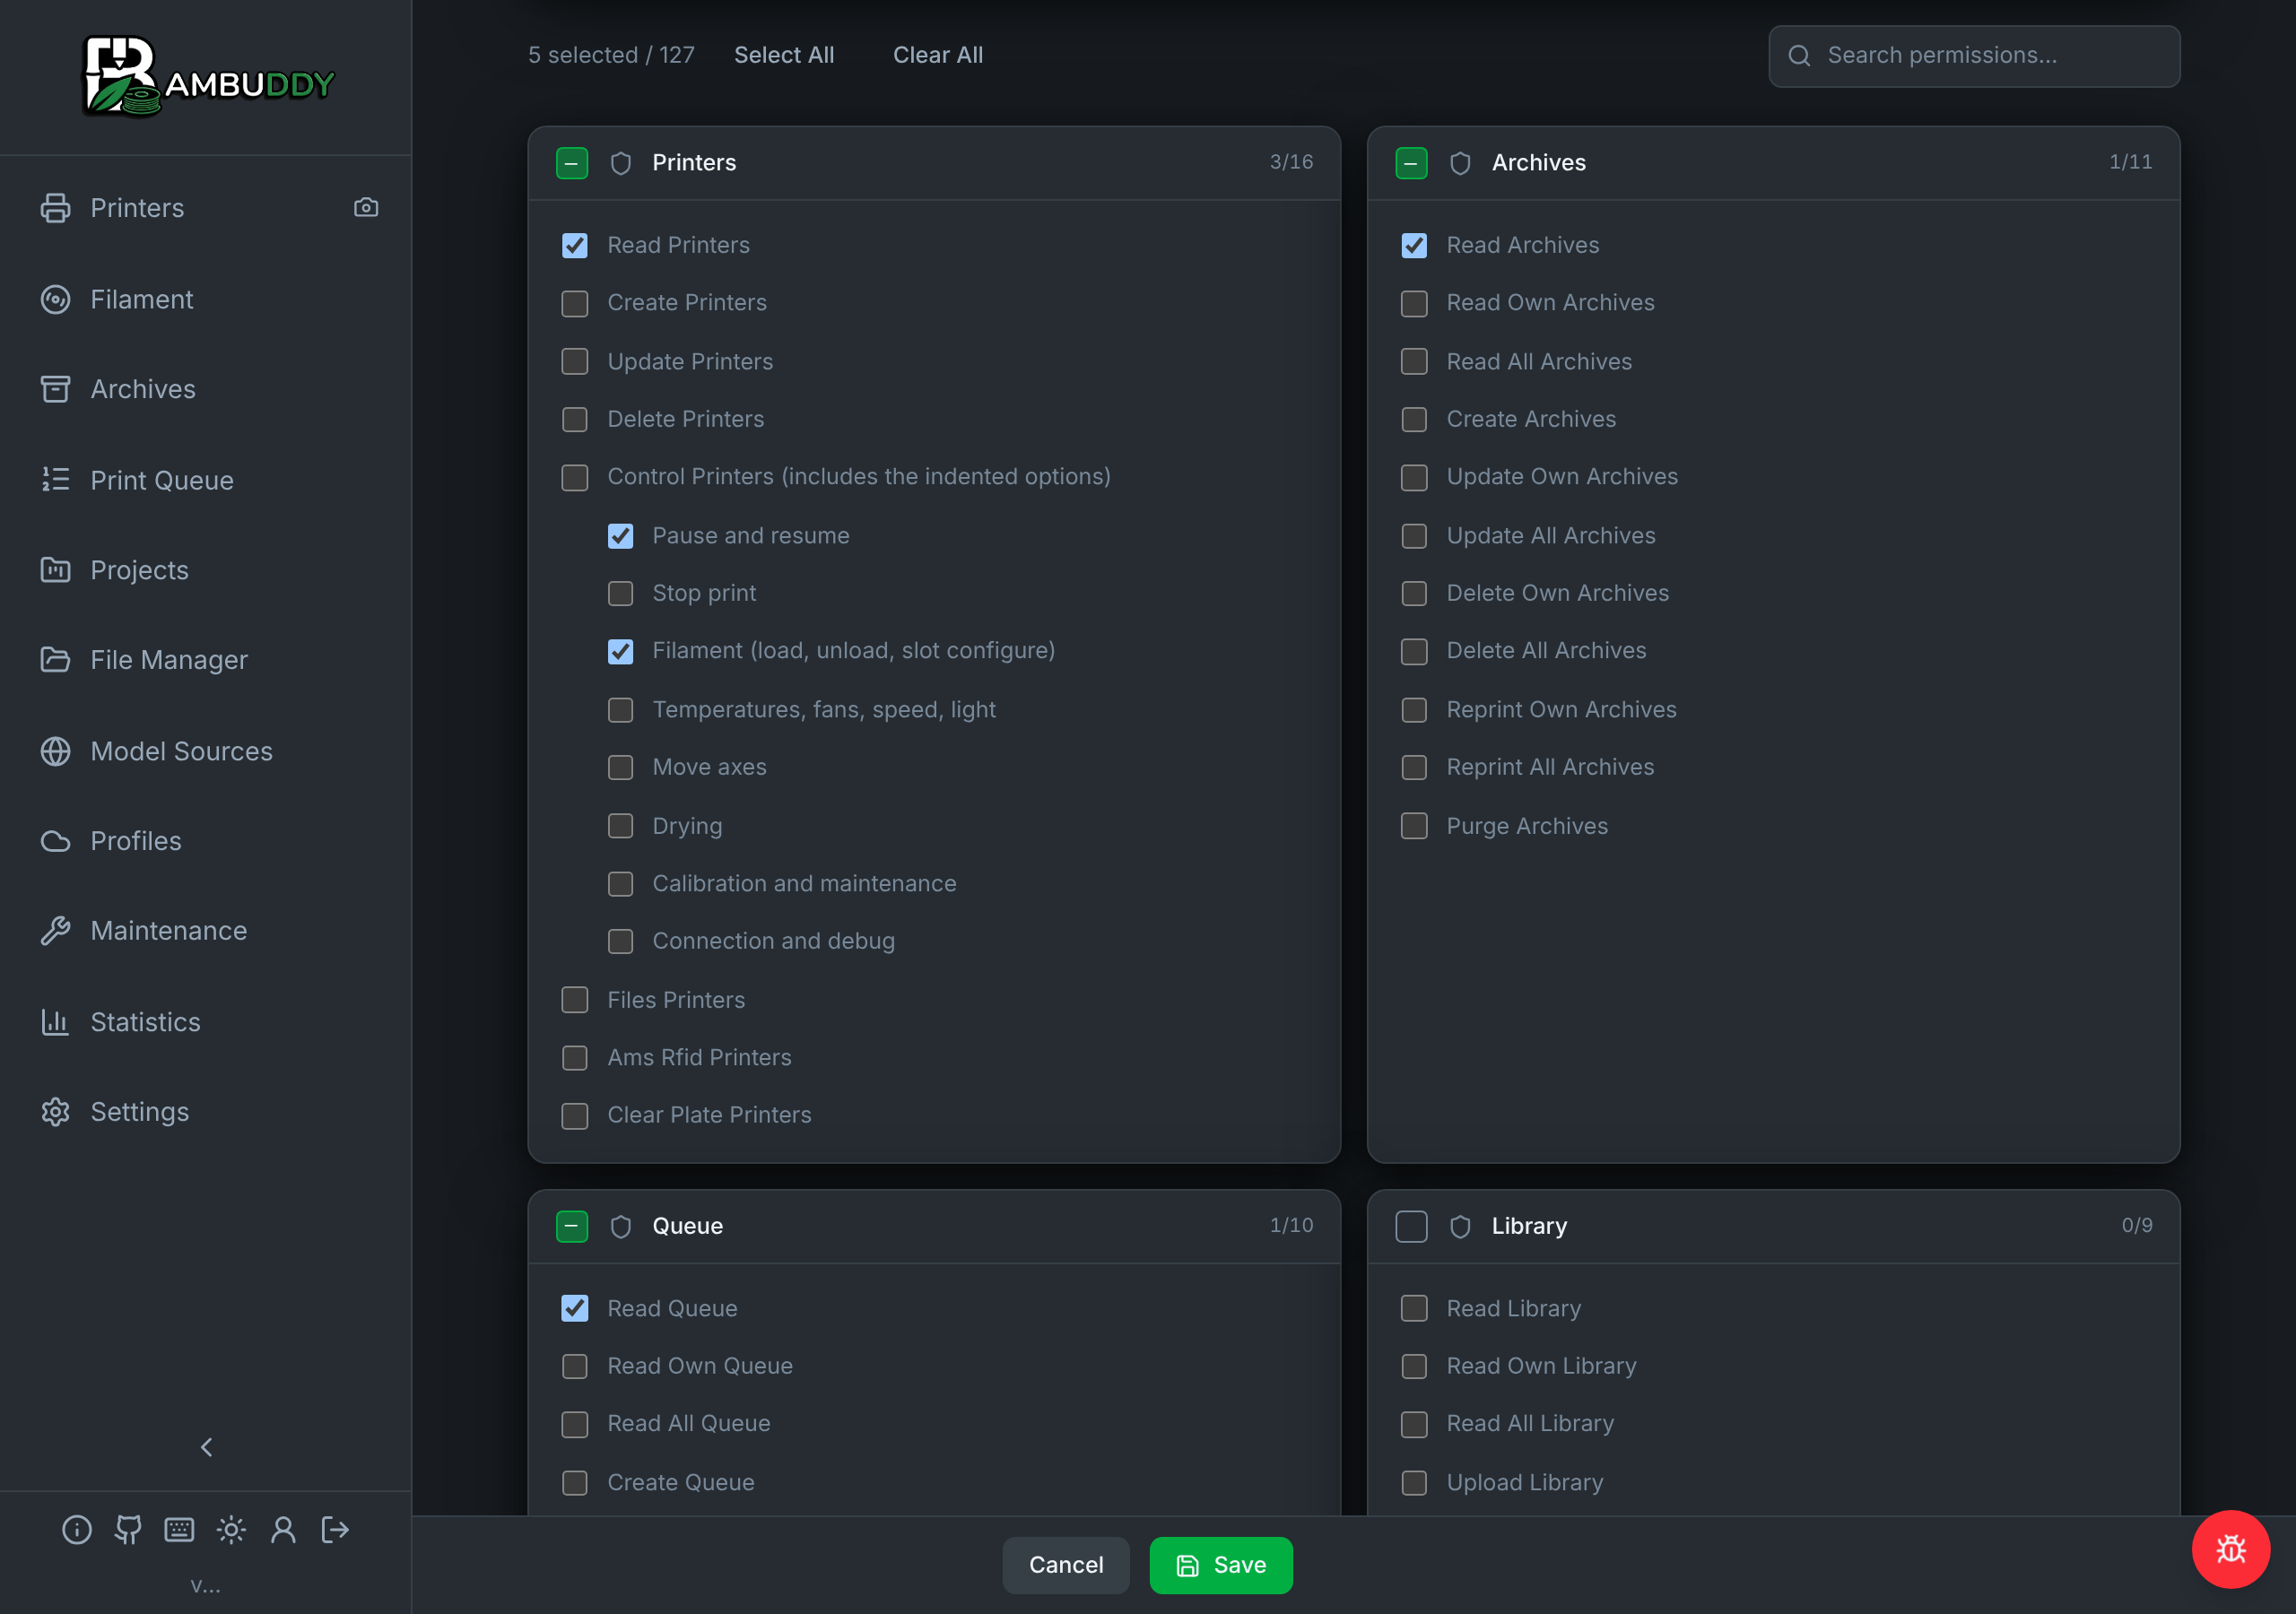 BAMBUDDY
Printers
Filament
Archives
Print Queue
Projects
File Manager
Model Sources
Profiles
Maintenance
Statistics
Settings
v...
5 selected / 127
Select All
Clear All
Search permissions...
Printers
3/16
Read Printers
Create Printers
Update Printers
Delete Printers
Control Printers (includes the indented options)
Pause and resume
Stop print
Filament (load, unload, slot configure)
Temperatures, fans, speed, light
Move axes
Drying
Calibration and maintenance
Connection and debug
Files Printers
Ams Rfid Printers
Clear Plate Printers
Archives
1/11
Read Archives
Read Own Archives
Read All Archives
Create Archives
Update Own Archives
Update All Archives
Delete Own Archives
Delete All Archives
Reprint Own Archives
Reprint All Archives
Purge Archives
Queue
1/10
Read Queue
Read Own Queue
Read All Queue
Create Queue
Library
0/9
Read Library
Read Own Library
Read All Library
Upload Library
Cancel
Save